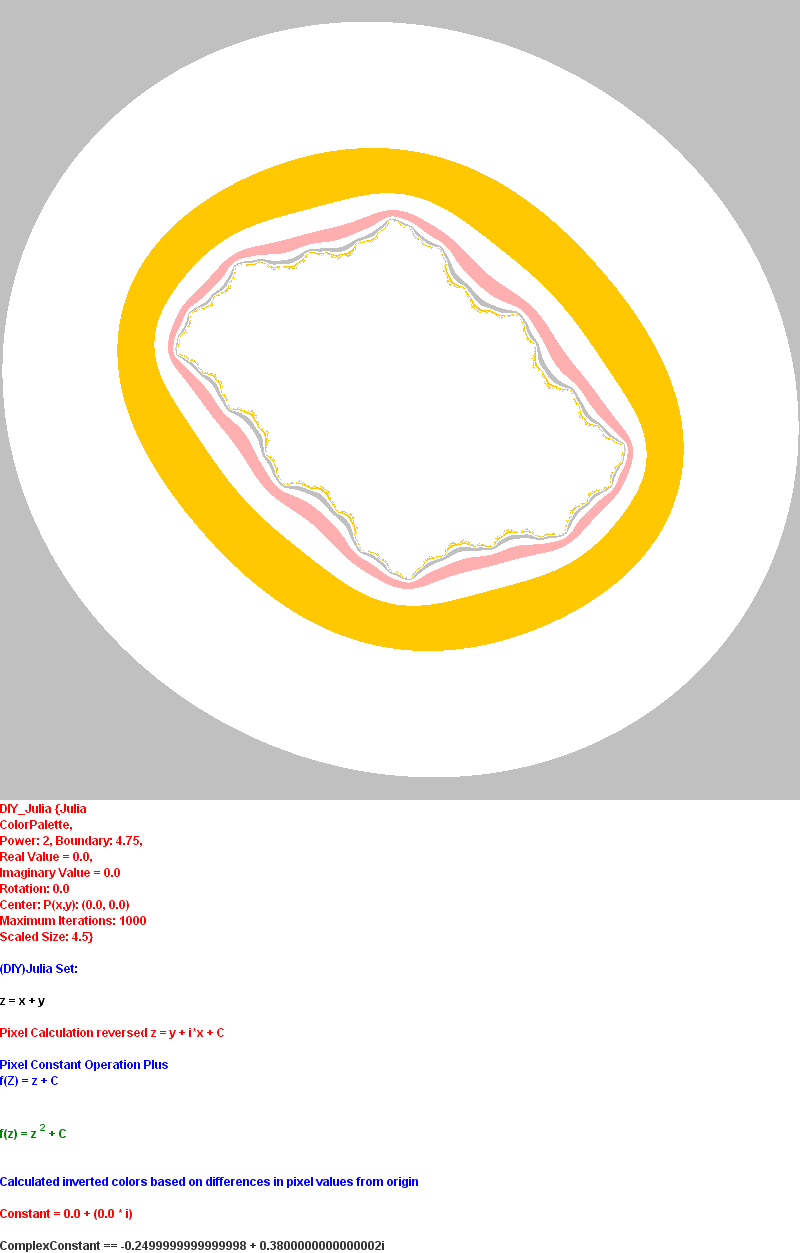 DIY_Julia {Julia
ColorPalette,
Power: 2, Boundary: 4.75,
Real Value = 0.0,
Imaginary Value = 0.0
Rotation: 0.0
Center: P(x,y): (0.0, 0.0)
Maximum Iterations: 1000
Scaled Size: 4.5}
(DIY)Julia Set:
z = x + y
Pixel Calculation reversed z = y + i*x + C
Pixel Constant Operation Plus
f(Z) = z + C
f(z) = z 2 + C
Calculated inverted colors based on differences in pixel values from origin
Constant = 0.0 + (0.0 * i)
ComplexConstant == -0.2499999999999998 + 0.3800000000000002i